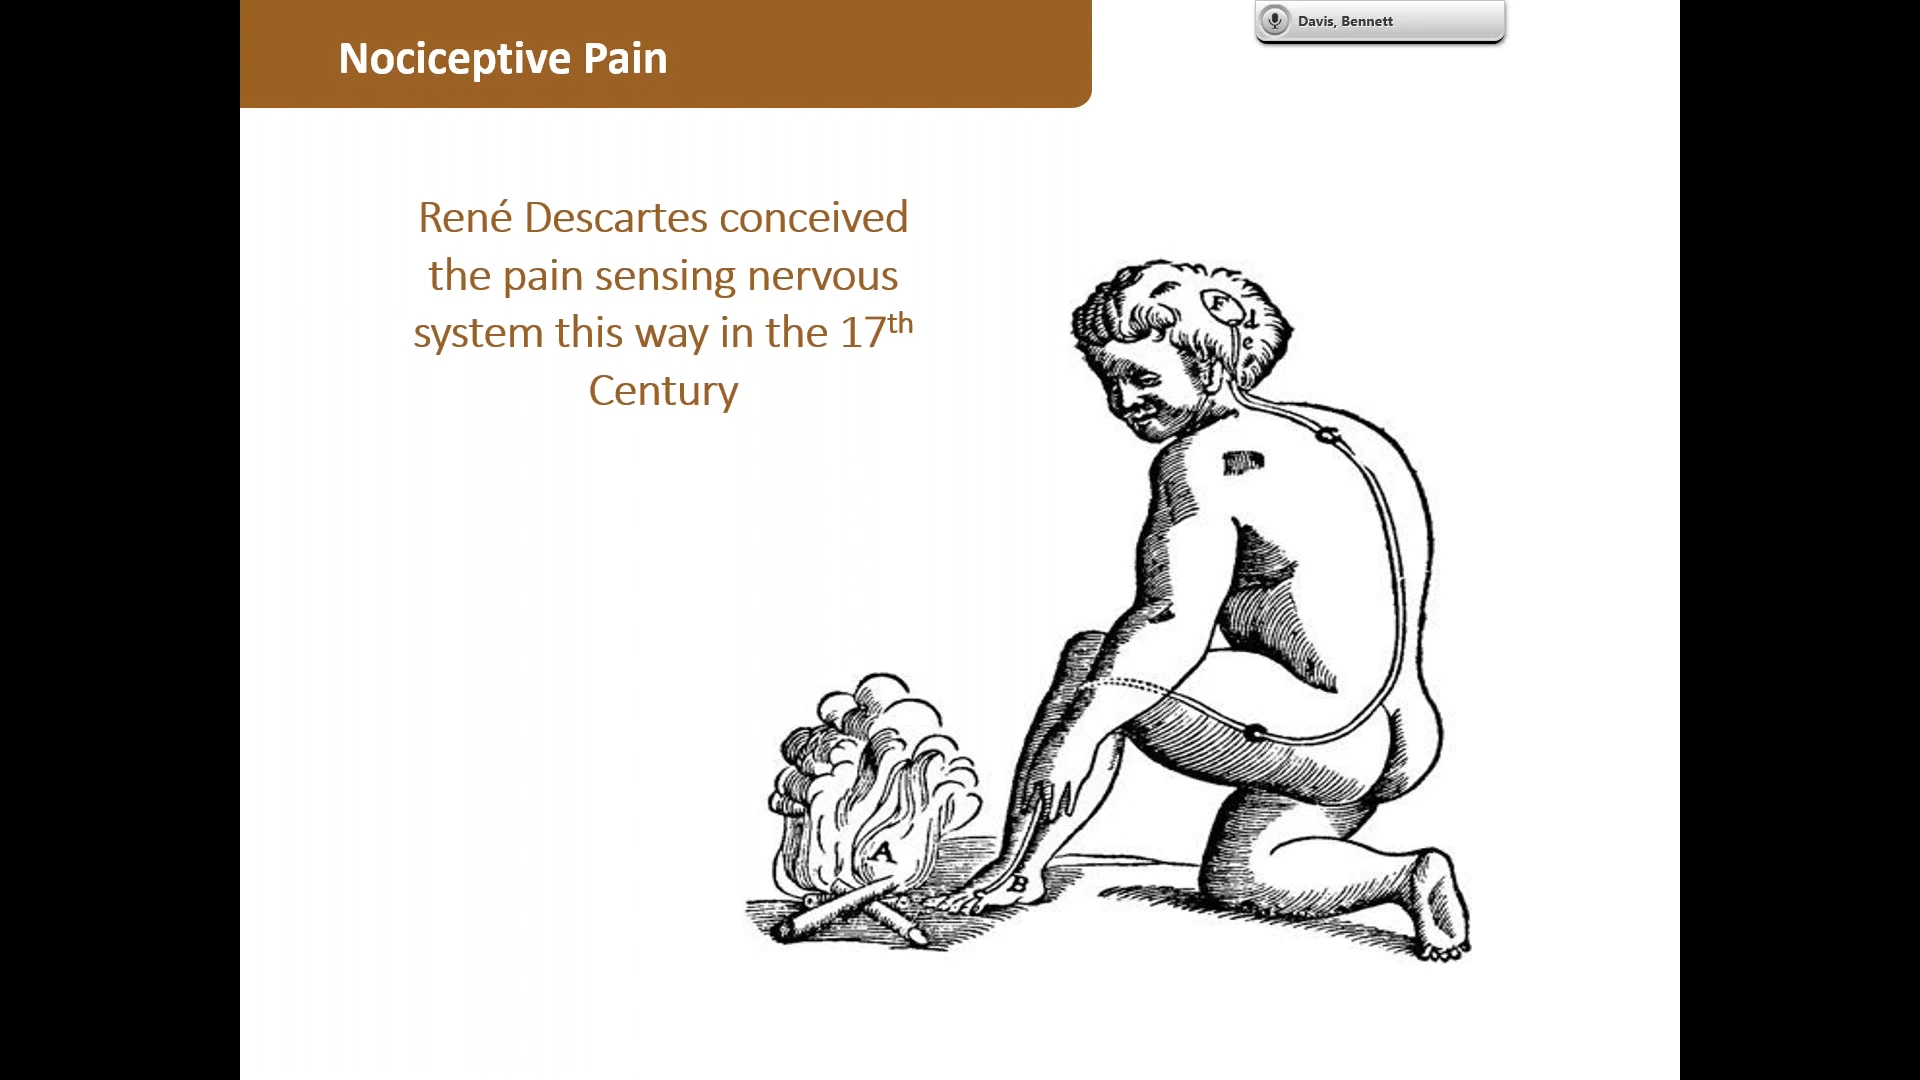 Nociceptive Pain
Davis, Bennett
René Descartes conceived
the pain sensing nervous
system this way in the 17th
Century
F
d
e
c
A
B